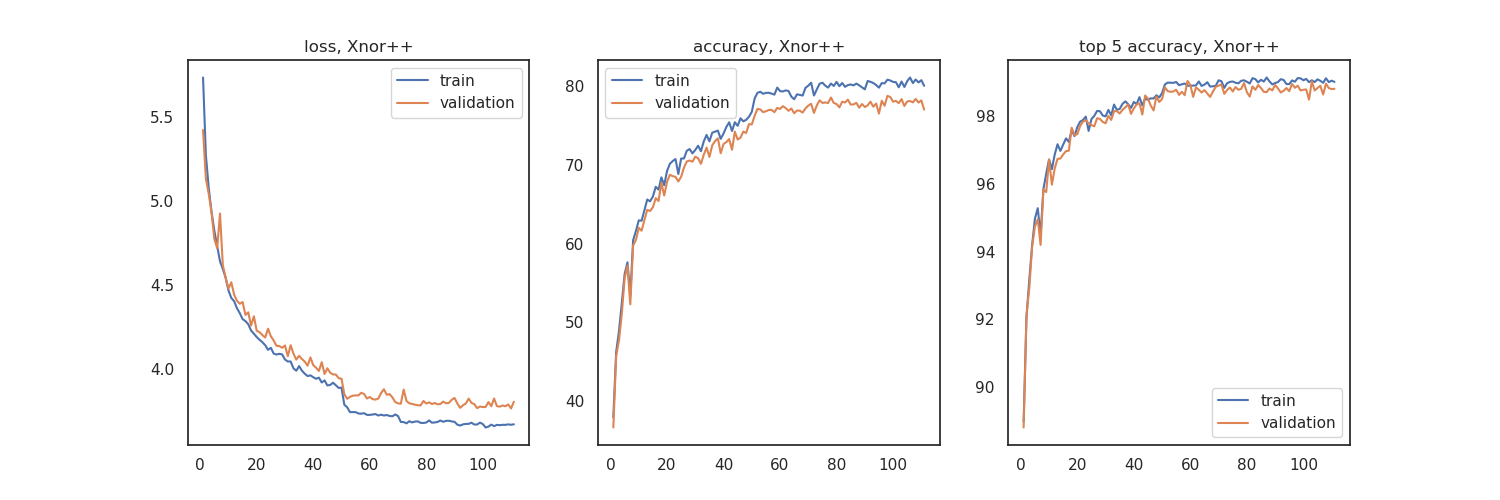 loss, Xnor++
train
validation
5.5
5.0
4.5
4.0
0 20 40 60 80 100
accuracy, Xnor++
train
validation
80
70
60
50
40
0 20 40 60 80 100
top 5 accuracy, Xnor++
98
96
94
92
90
train
validation
0 20 40 60 80 100